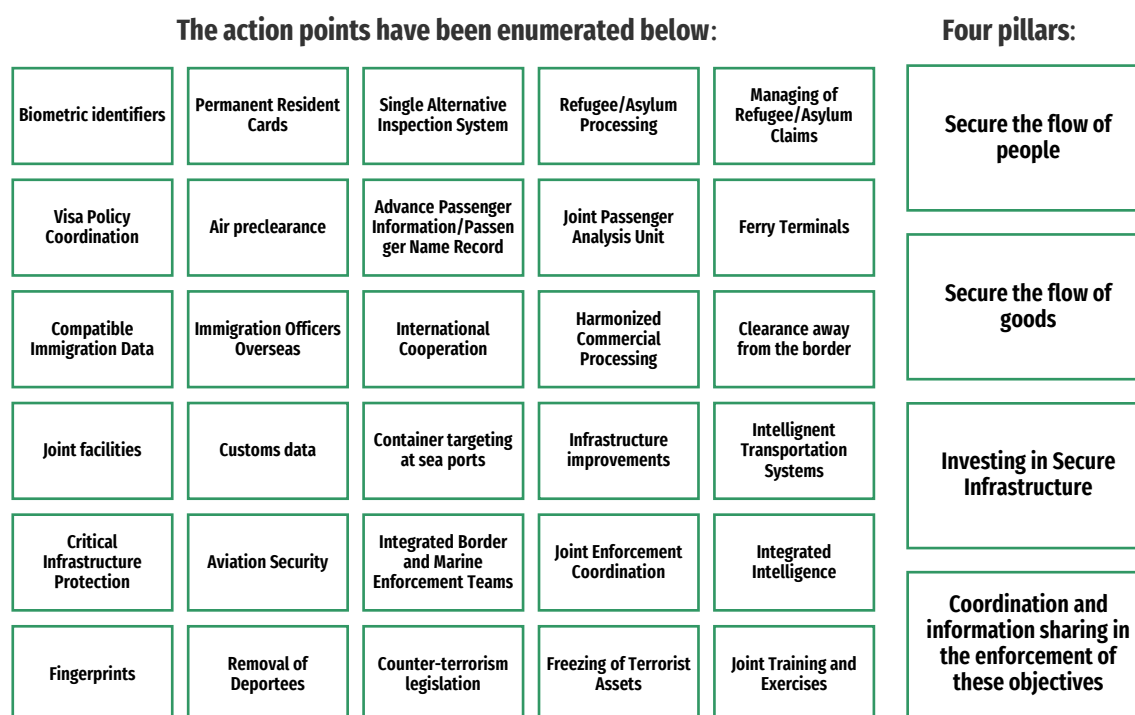 The action points have been enumerated below:
Four pillars:
Biometric identifiers
Permanent Resident
Cards
Single Alternative
Inspection System
Refugee/Asylum
Processing
Managing of
Refugee/Asylum
Claims
Visa Policy
Coordination
Air preclearance
Advance Passenger
Information/Passen
ger Name Record
Joint Passenger
Analysis Unit
Ferry Terminals
Compatible
Immigration Data
Immigration Officers
Overseas
International
Cooperation
Harmonized
Commercial
Processing
Clearance away
from the border
Joint facilities
Customs data
Container targeting
at sea ports
Infrastructure
improvements
Intellignent
Transportation
Systems
Critical
Infrastructure
Protection
Aviation Security
Integrated Border
and Marine
Enforcement Teams
Joint Enforcement
Coordination
Integrated
Intelligence
Fingerprints
Removal of
Deportees
Counter-terrorism
legislation
Freezing of Terrorist
Assets
Joint Training and
Exercises
Secure the flow of
people
Secure the flow of
goods
Investing in Secure
Infrastructure
Coordination and
information sharing in
the enforcement of
these objectives